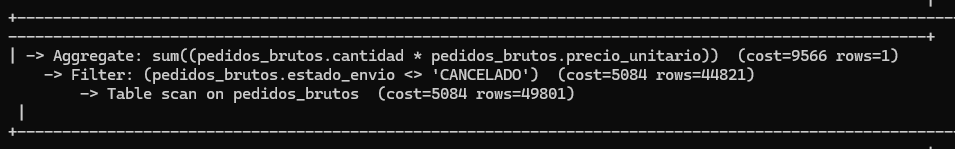 | -> Aggregate: sum((pedidos_brutos.cantidad * pedidos_brutos.precio_unitario))  (cost=9566 rows=1)
    -> Filter: (pedidos_brutos.estado_envio <> 'CANCELADO')  (cost=5084 rows=44821)
        -> Table scan on pedidos_brutos  (cost=5084 rows=49801)
 |